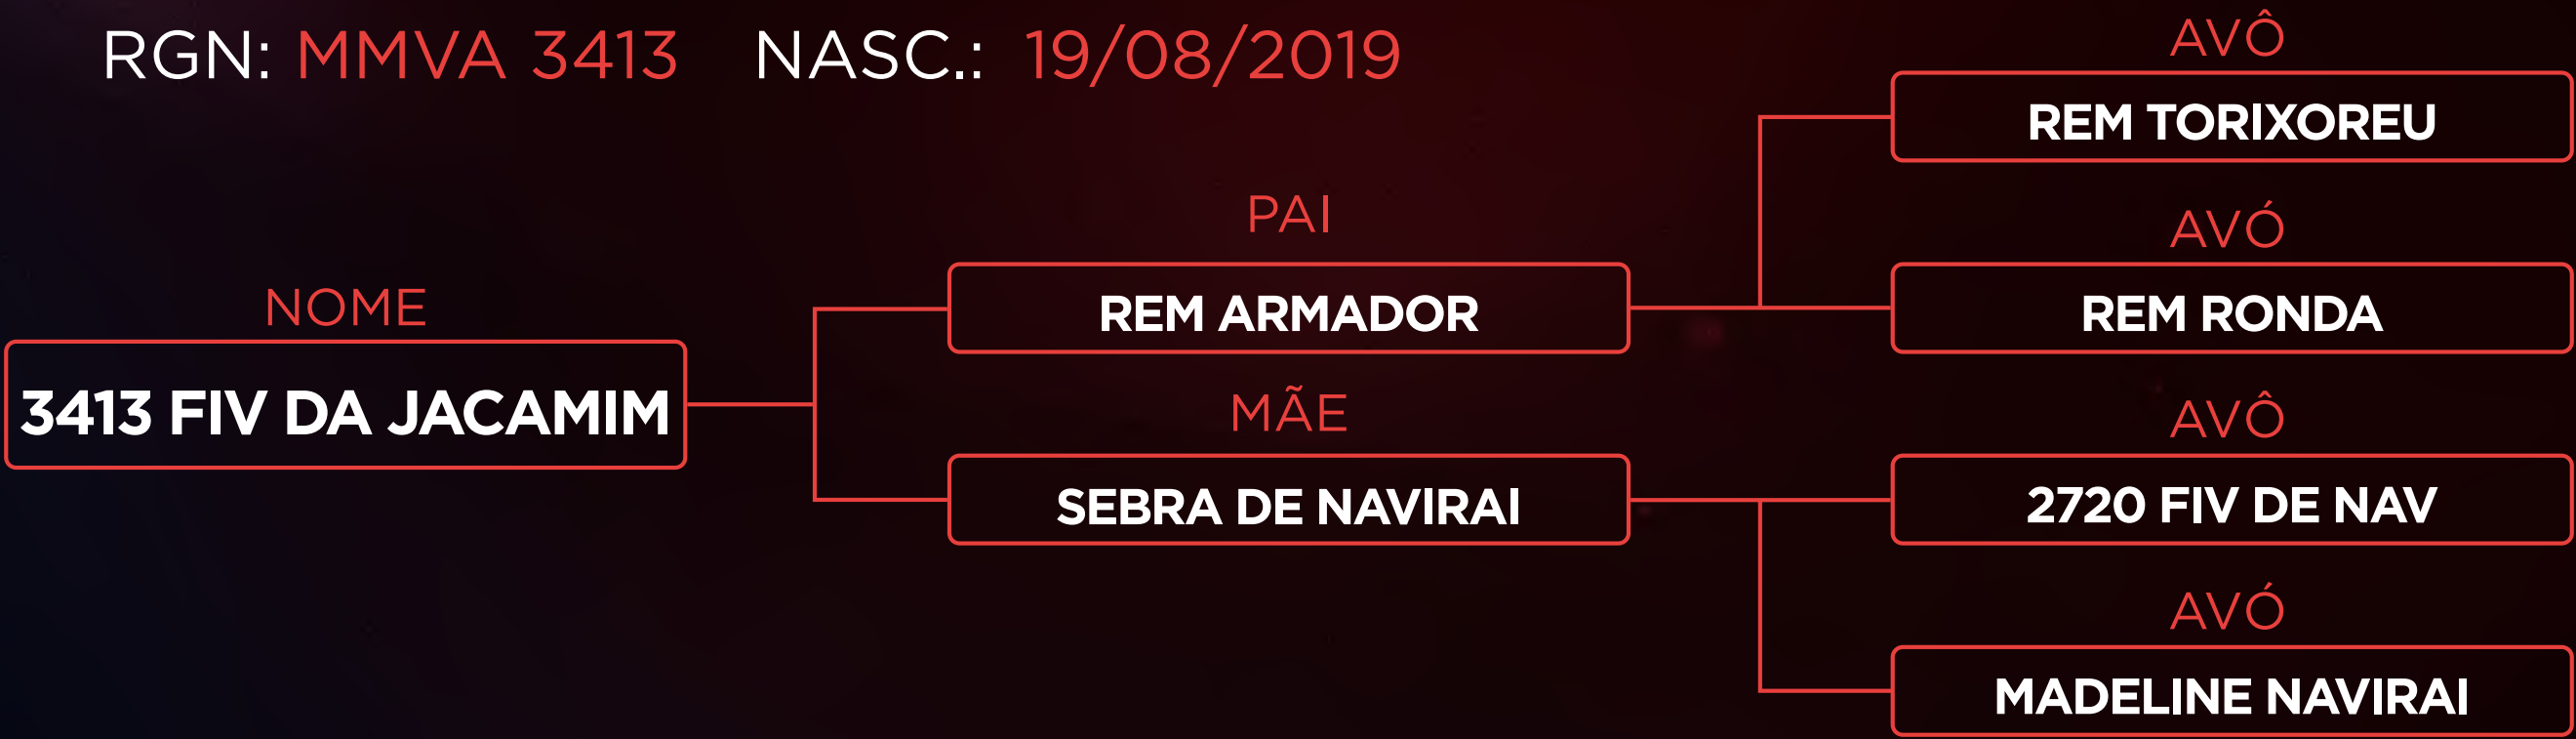 RGN: MMVA 3413 NASC.: 19/08/2019
NOME
3413 FIV DA JACAMIM
PAI
REM ARMADOR
MÃE
SEBRA DE NAVIRAI
AVÔ
REM TORIXOREU
AVÓ
REM RONDA
AVÔ
2720 FIV DE NAV
AVÓ
MADELINE NAVIRAI